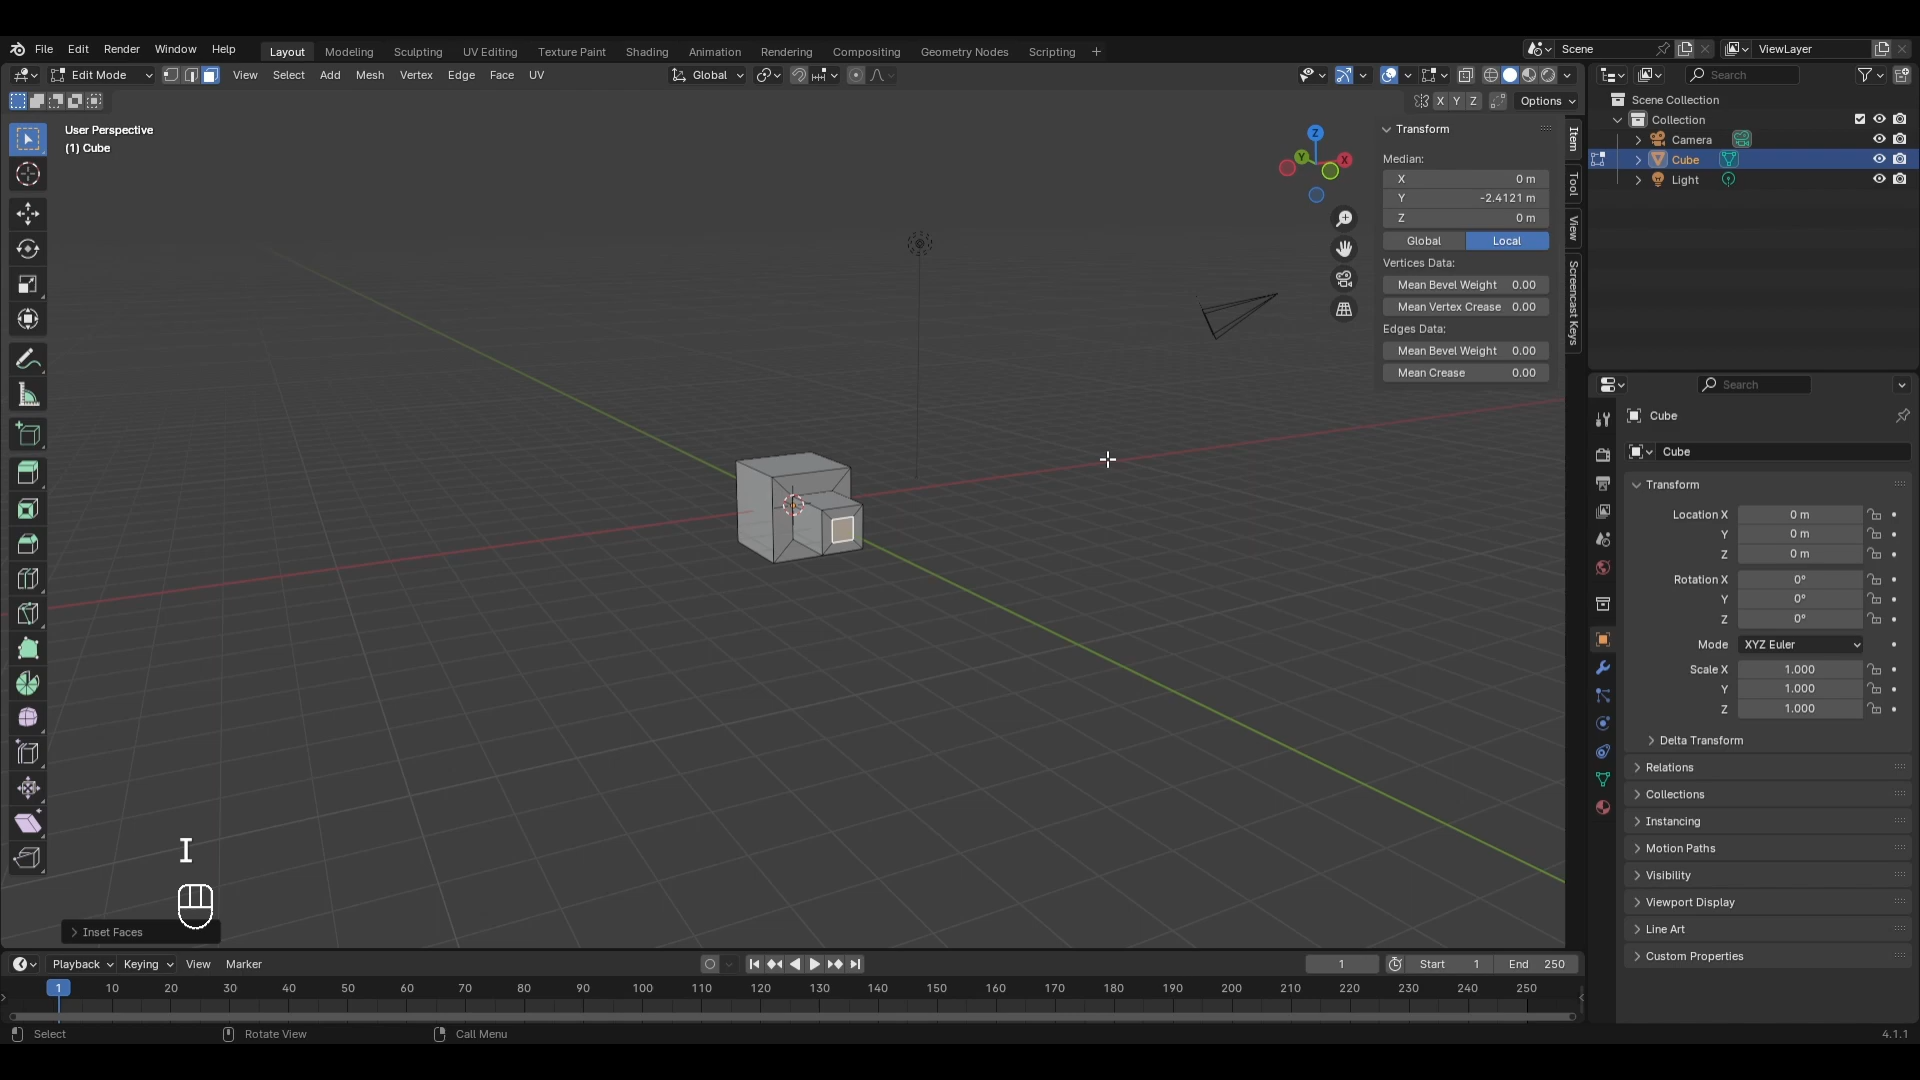 File Edit Render Window Help Layout Modeling Sculpting UV Editing Texture Paint Shading Animation Rendering Compositing Geometry Nodes Scripting + Scene ViewLayer
Edit Mode View Select Add Mesh Vertex Edge Face UV Global Search
X Y Z Options
User Perspective
(1) Cube
Z
Y
X
Transform
Median:
X 0 m
Y -2.4121 m
Z 0 m
Global Local
Vertices Data:
Mean Bevel Weight 0.00
Mean Vertex Crease 0.00
Edges Data:
Mean Bevel Weight 0.00
Mean Crease 0.00
Item
Tool
View
Screencast Keys
Scene Collection
Collection
Camera
Cube
Light
Search
Cube
Cube
Transform
Location X 0 m
Y 0 m
Z 0 m
Rotation X 0°
Y 0°
Z 0°
Mode XYZ Euler
Scale X 1.000
Y 1.000
Z 1.000
Delta Transform
Relations
Collections
Instancing
Motion Paths
Visibility
Viewport Display
Line Art
Custom Properties
I
Inset Faces
Playback Keying View Marker 1 Start 1 End 250
1 10 20 30 40 50 60 70 80 90 100 110 120 130 140 150 160 170 180 190 200 210 220 230 240 250
Select Rotate View Call Menu 4.1.1